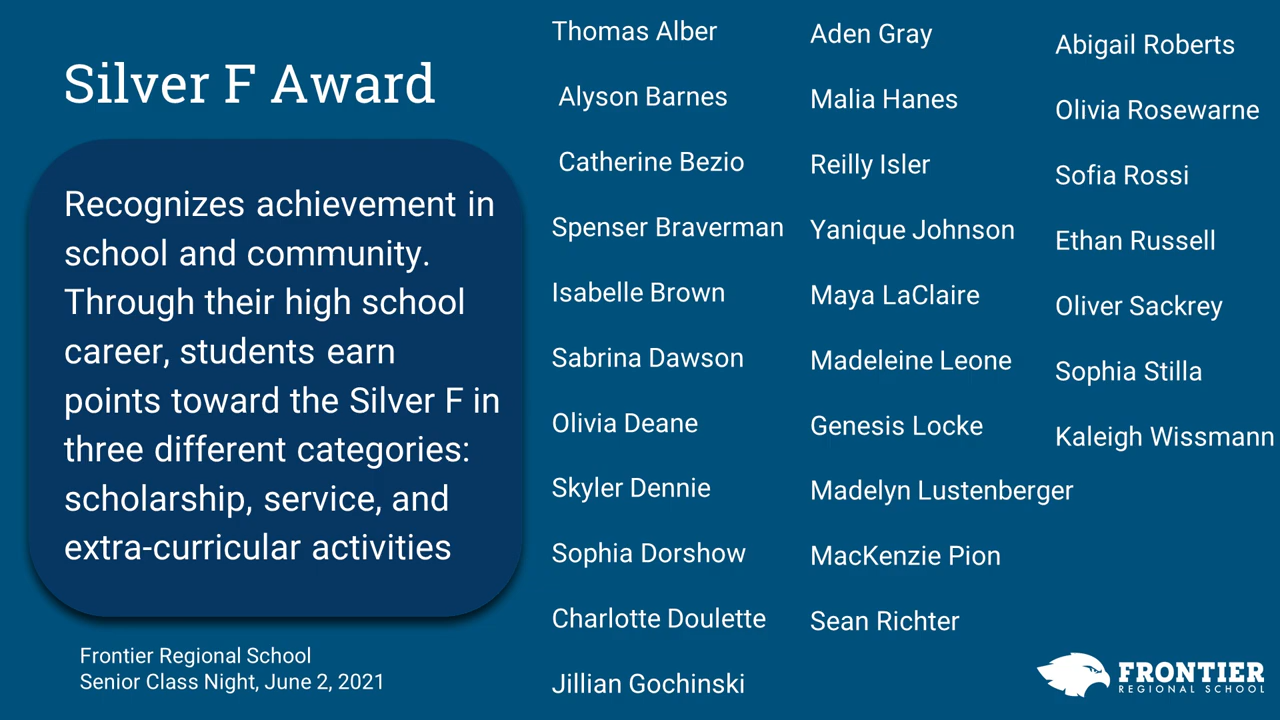 Silver F Award
Recognizes achievement in
school and community.
Through their high school
career, students earn
points toward the Silver F in
three different categories:
scholarship, service, and
extra-curricular activities
Frontier Regional School
Senior Class Night, June 2, 2021
Thomas Alber
Alyson Barnes
Catherine Bezio
Spenser Braverman
Isabelle Brown
Sabrina Dawson
Olivia Deane
Skyler Dennie
Sophia Dorshow
Charlotte Doulette
Jillian Gochinski
Aden Gray
Malia Hanes
Reilly Isler
Yanique Johnson
Maya LaClaire
Madeleine Leone
Genesis Locke
Madelyn Lustenberger
MacKenzie Pion
Sean Richter
Abigail Roberts
Olivia Rosewarne
Sofia Rossi
Ethan Russell
Oliver Sackrey
Sophia Stilla
Kaleigh Wissmann
FRONTIER
REGIONAL SCHOOL